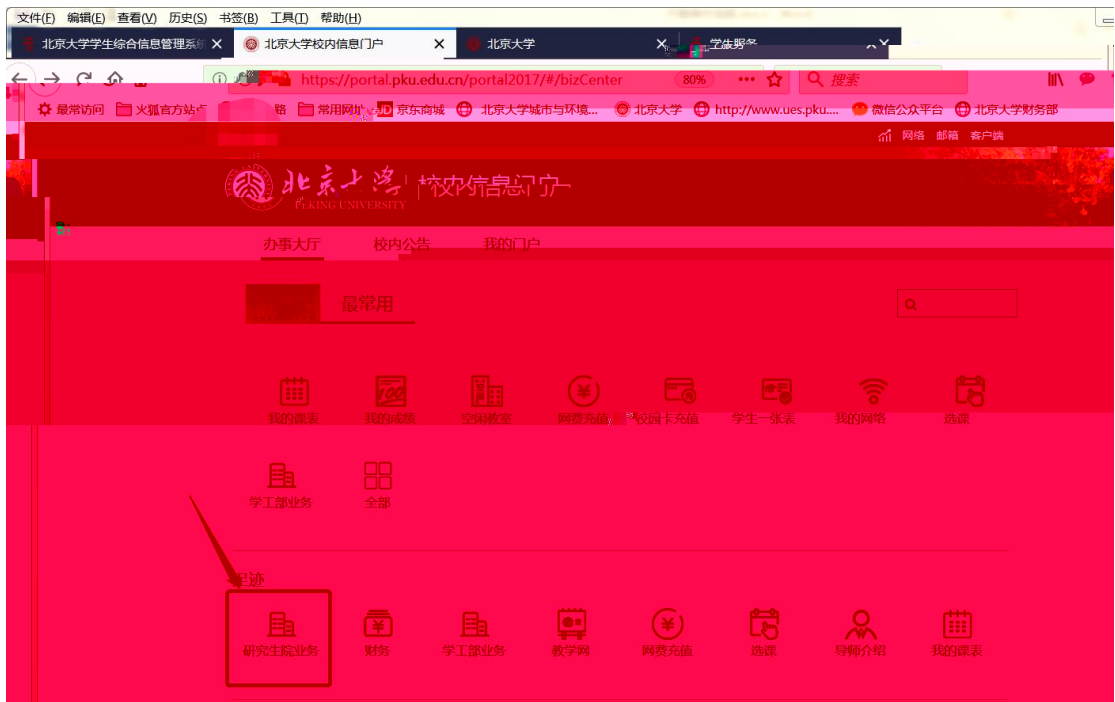 文件(F) 编辑(E) 查看(V) 历史(S) 书签(B) 工具(T) 帮助(H)
北京大学学生综合信息管理系统 北京大学校内信息门户 北京大学
https://portal.pku.edu.cn/portal2017/#/bizCenter 80% 搜索
最常访问 火狐官方站点 常用网址 京东商城 北京大学城市与环境... 北京大学 http://www.ues.pku.... 微信公众平台 北京大学财务部
网络 邮箱 客户端
北京大学 校内信息门户
PEKING UNIVERSITY
办事大厅 校内公告 我的门户
最常用
我的课表 我的成绩 空闲教室 网费充值 校园卡充值 学生一张表 我的网络 选课
学工部业务 全部
足迹
研究生院业务 财务 学工部业务 教学网 网费充值 选课 导师介绍 我的课表